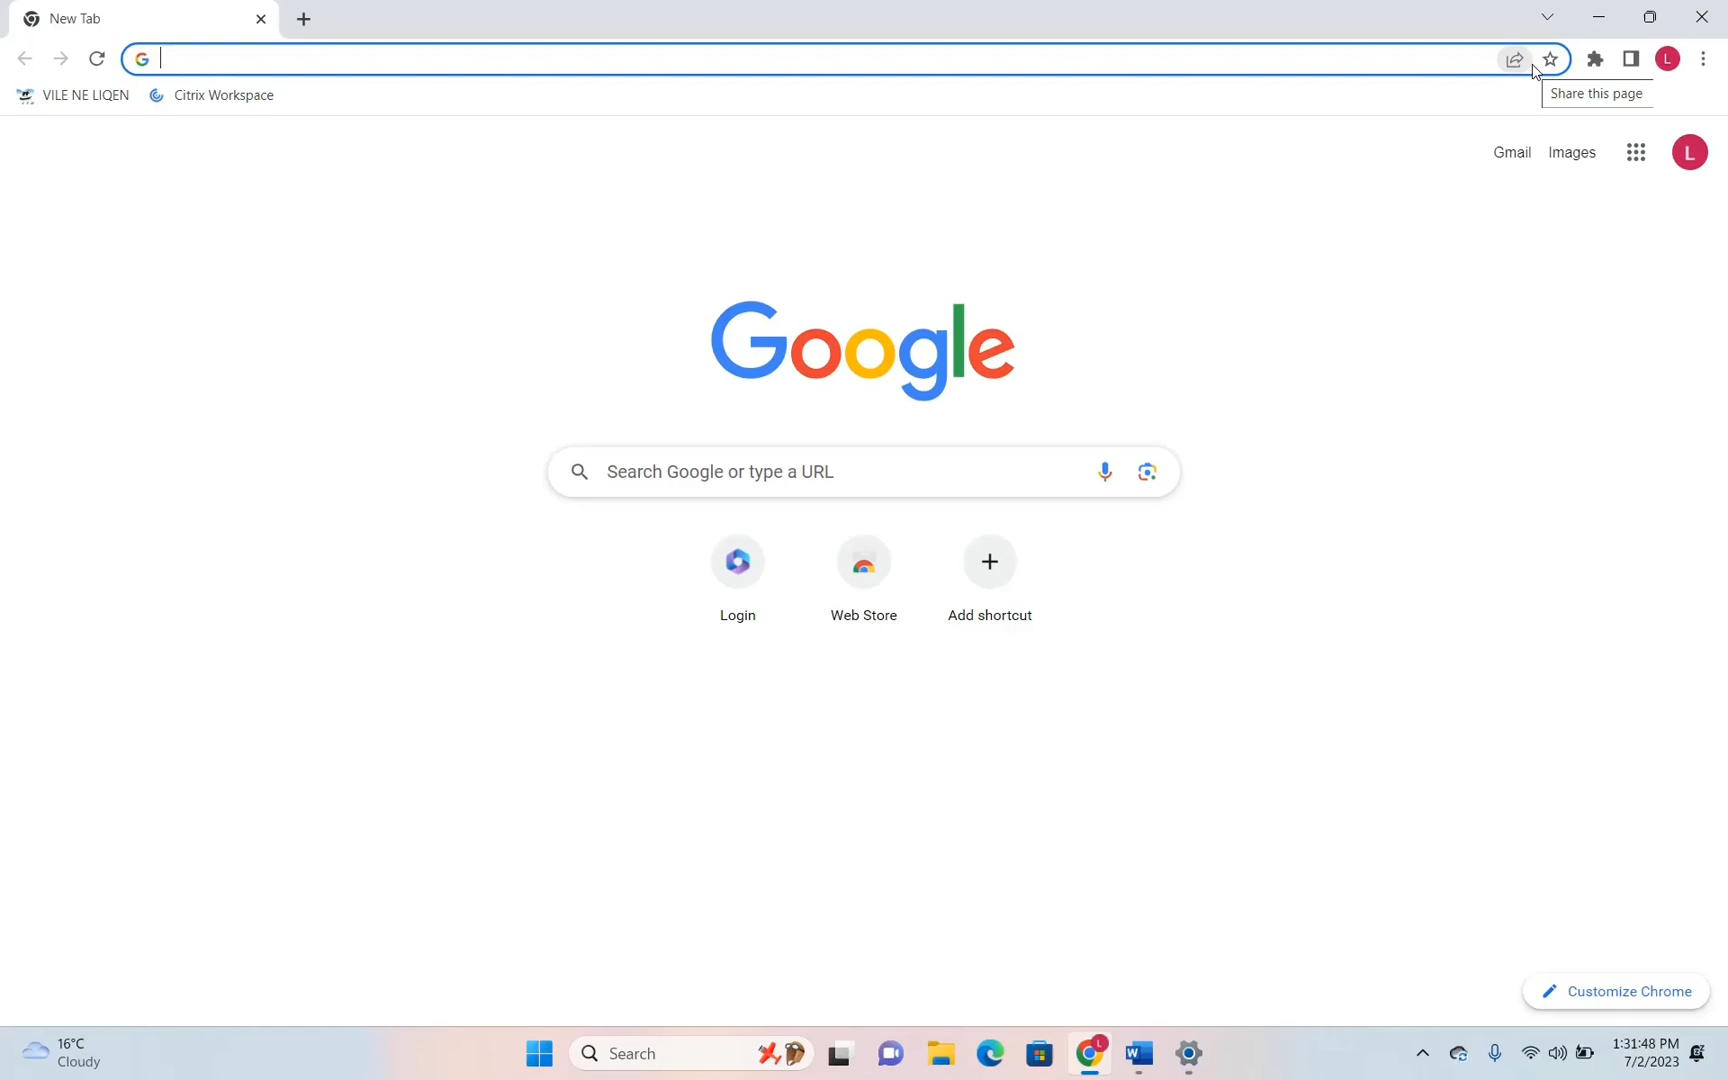 New Tab
VILE NE LIQEN
Citrix Workspace
Share this page
Gmail
Images
L
L
Google
Search Google or type a URL
Login
Web Store
Add shortcut
Customize Chrome
16°C
Cloudy
Search
L
1:31:48 PM
7/2/2023